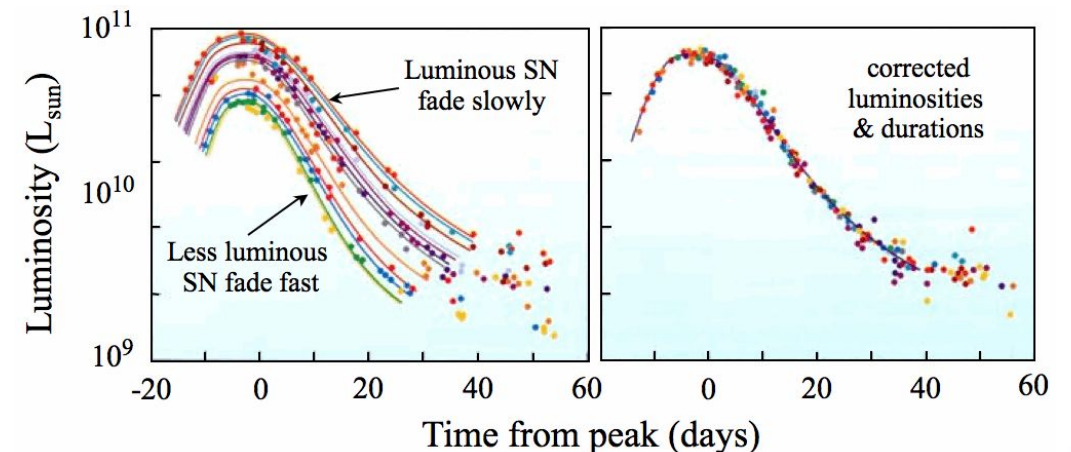 10¹¹
10¹⁰
10⁹
Luminosity (Lsun)
Luminous SN
fade slowly
Less luminous
SN fade fast
corrected
luminosities
& durations
-20 0 20 40 60
0 20 40 60
Time from peak (days)